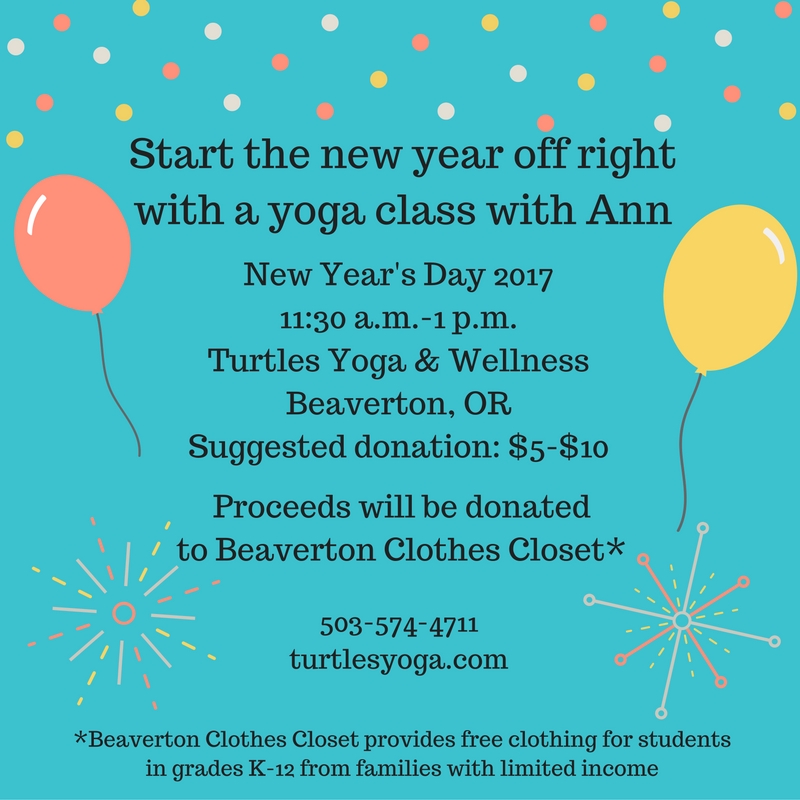 Start the new year off right
with a yoga class with Ann
New Year's Day 2017
11:30 a.m.-1 p.m.
Turtles Yoga & Wellness
Beaverton, OR
Suggested donation: $5-$10
Proceeds will be donated
to Beaverton Clothes Closet*
503-574-4711
turtlesyoga.com
*Beaverton Clothes Closet provides free clothing for students
in grades K-12 from families with limited income